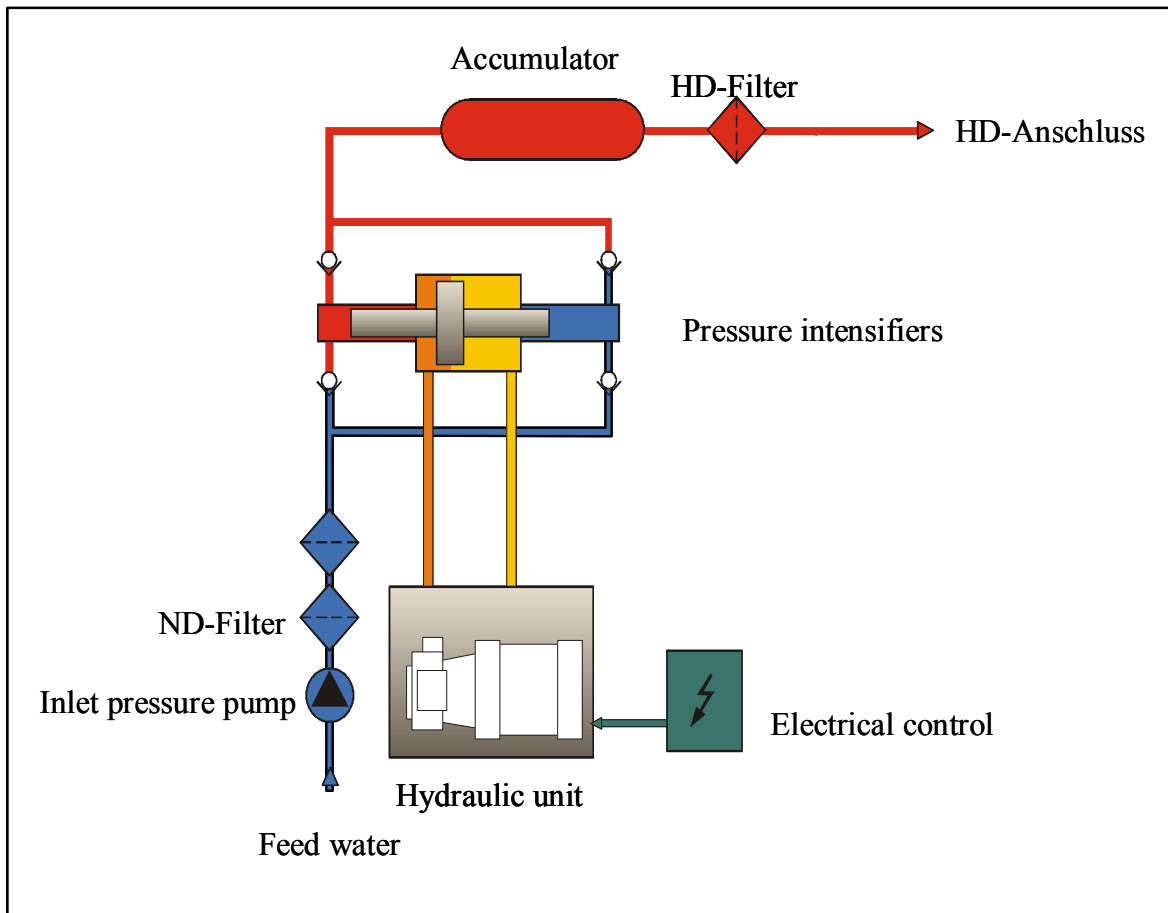 Accumulator
HD-Filter
HD-Anschluss
Pressure intensifiers
ND-Filter
Inlet pressure pump
Electrical control
Hydraulic unit
Feed water